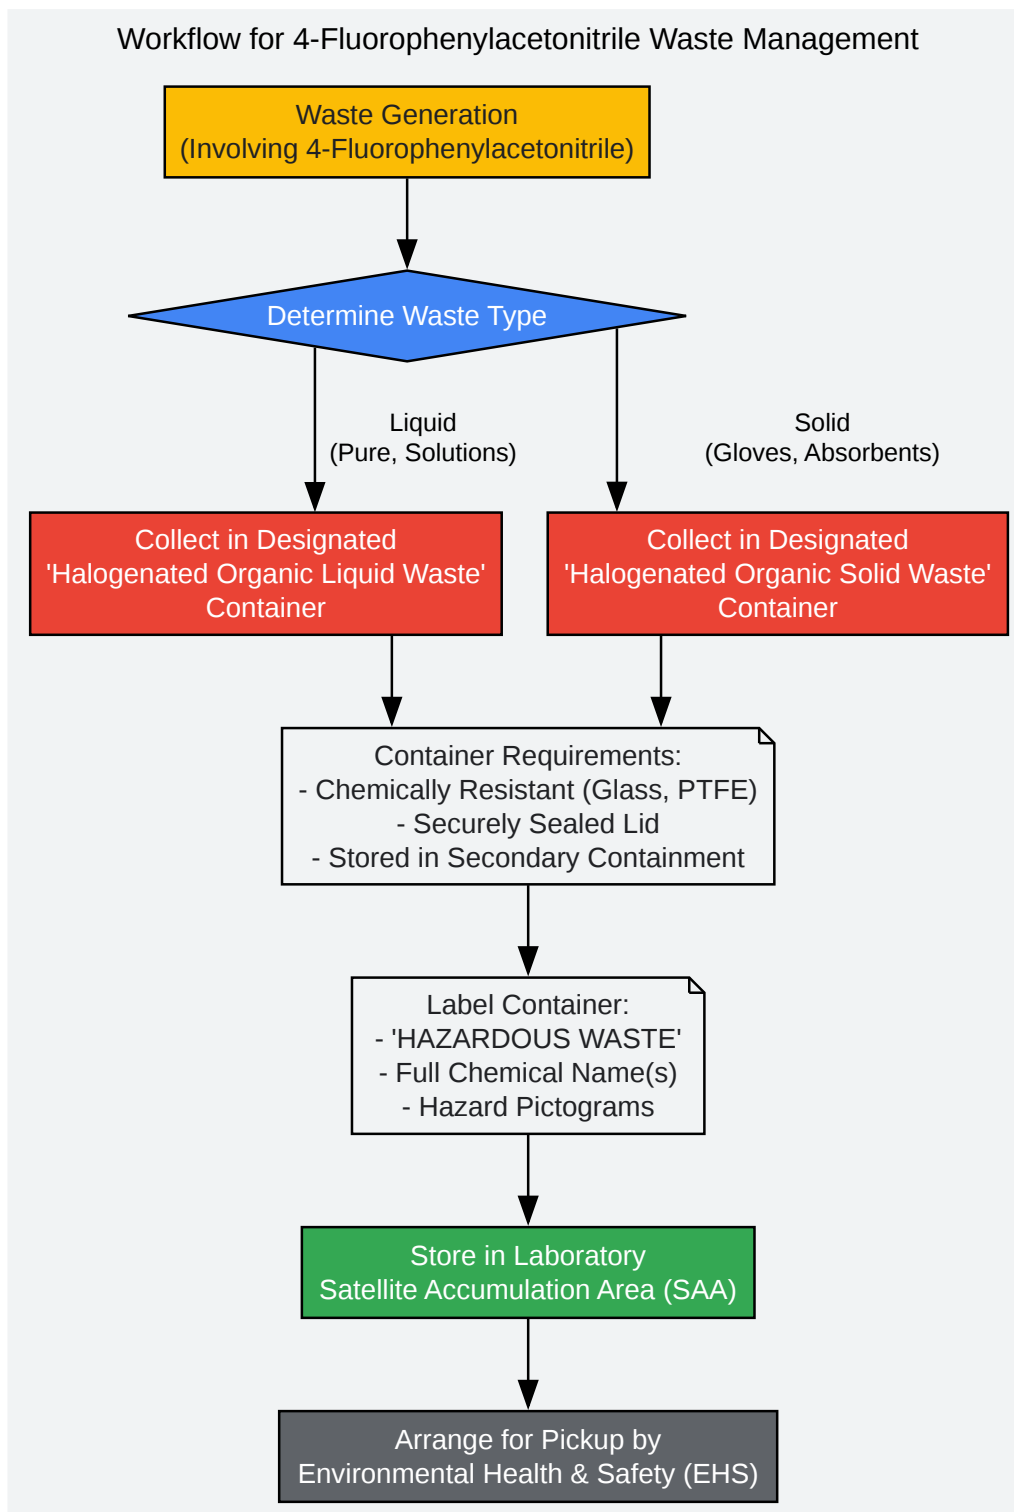 Workflow for 4-Fluorophenylacetonitrile Waste Management
Waste Generation
(Involving 4-Fluorophenylacetonitrile)
Determine Waste Type
Liquid
(Pure, Solutions)
Solid
(Gloves, Absorbents)
Collect in Designated
'Halogenated Organic Liquid Waste'
Container
Collect in Designated
'Halogenated Organic Solid Waste'
Container
Container Requirements:
- Chemically Resistant (Glass, PTFE)
- Securely Sealed Lid
- Stored in Secondary Containment
Label Container:
- 'HAZARDOUS WASTE'
- Full Chemical Name(s)
- Hazard Pictograms
Store in Laboratory
Satellite Accumulation Area (SAA)
Arrange for Pickup by
Environmental Health & Safety (EHS)